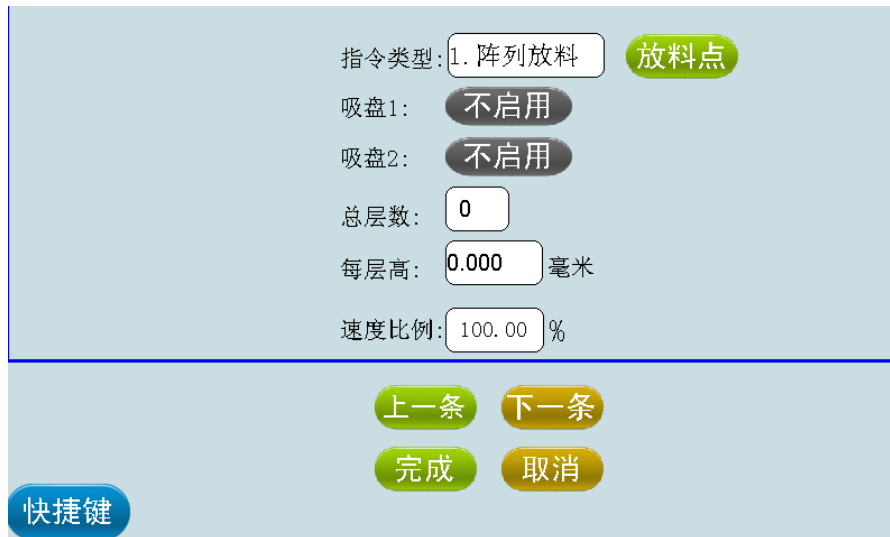 指令类型: 1. 阵列放料 放料点
吸盘1: 不启用
吸盘2: 不启用
总层数: 0
每层高: 0.000 毫米
速度比例: 100.00 %
上一条 下一条
完成 取消
快捷键